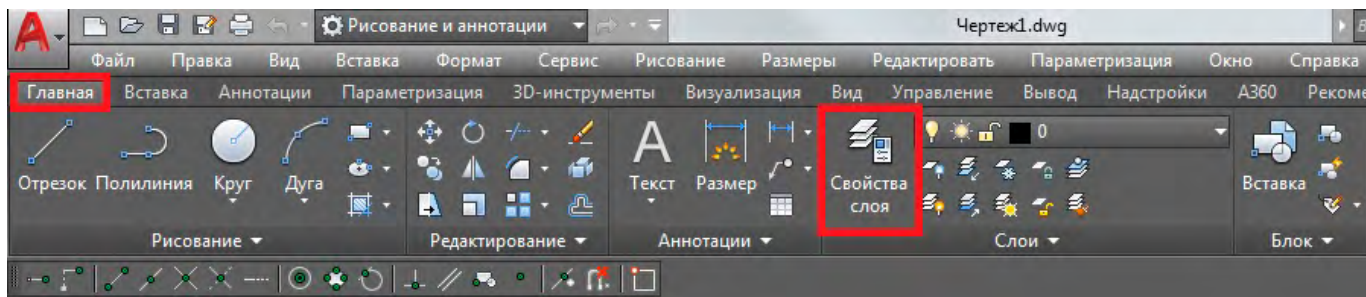 Рисование и аннотации Чертеж1.dwg
Файл Правка Вид Вставка Формат Сервис Рисование Размеры Редактировать Параметризация Окно Справка
Главная Вставка Аннотации Параметризация 3D-инструменты Визуализация Вид Управление Вывод Надстройки A360 Рекоме
0
Отрезок Полилиния Круг Дуга Текст Размер Свойства слоя Вставка
Рисование Редактирование Аннотации Слои Блок